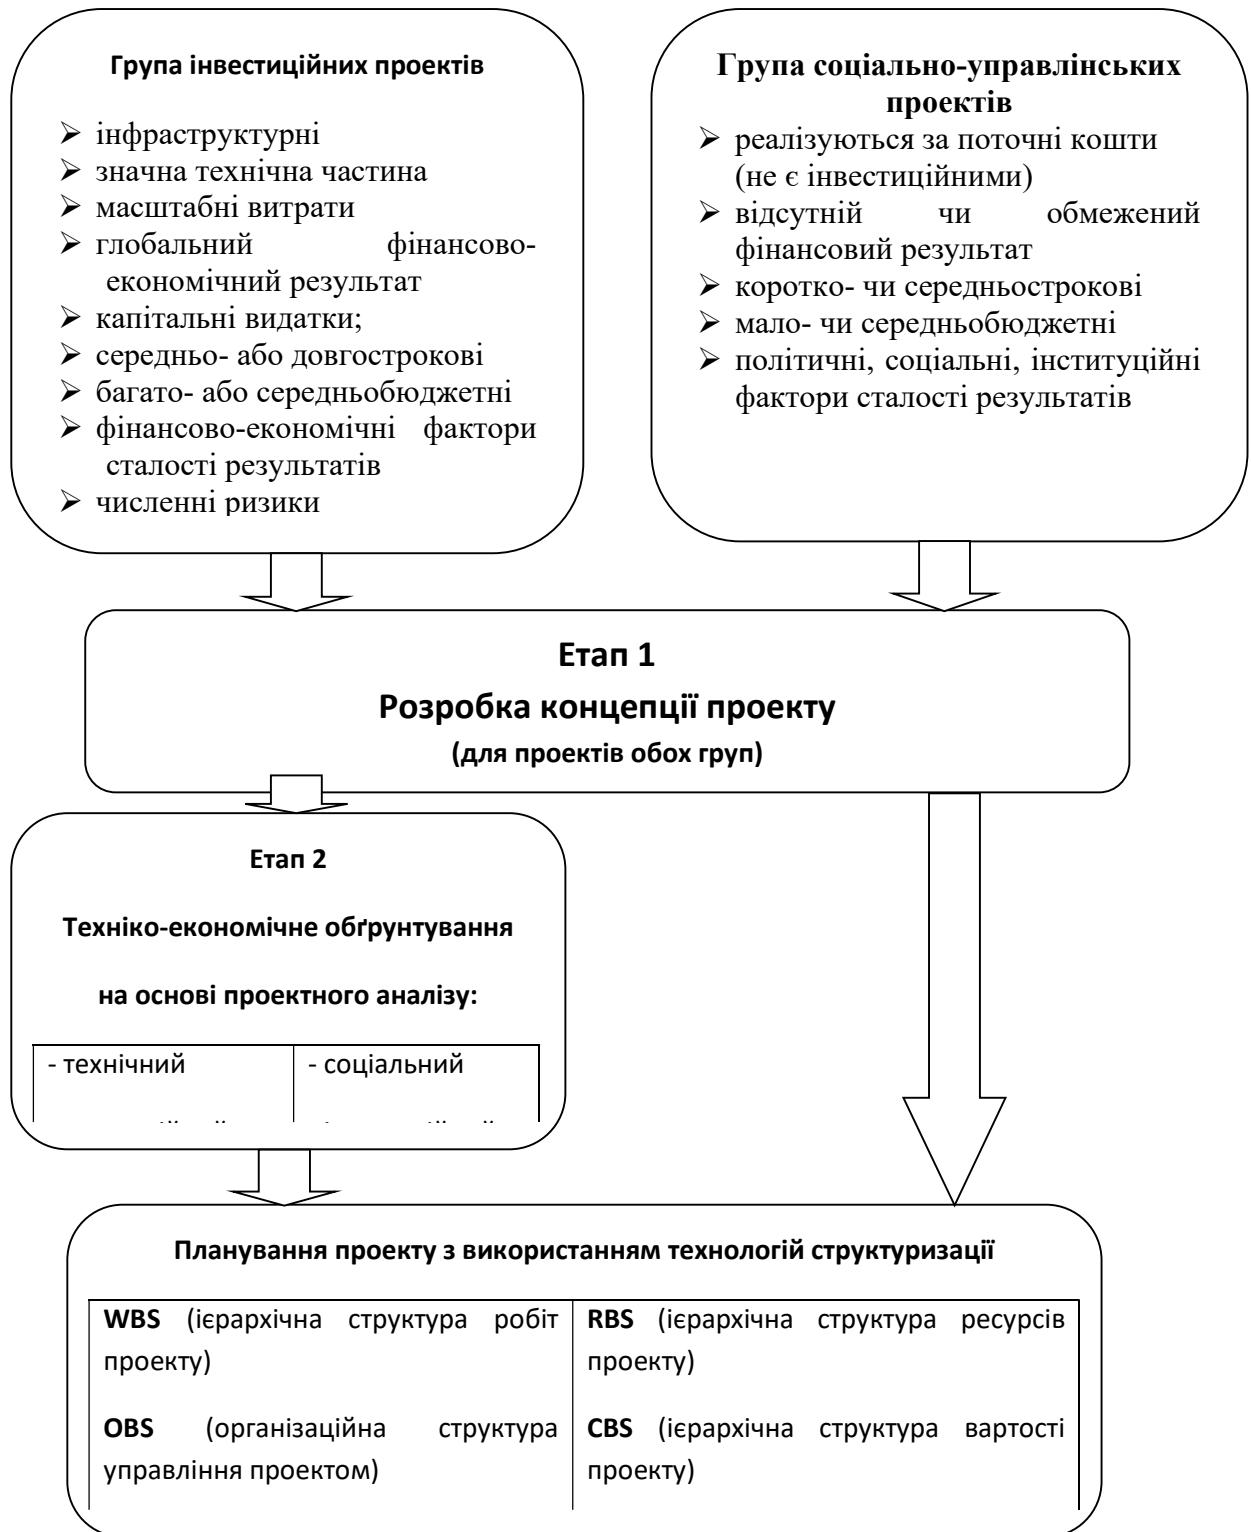 Група інвестиційних проектів
➢ інфраструктурні
➢ значна технічна частина
➢ масштабні витрати
➢ глобальний фінансово-
економічний результат
➢ капітальні видатки;
➢ середньо- або довгострокові
➢ багато- або середньобюджетні
➢ фінансово-економічні фактори
сталості результатів
➢ численні ризики
Група соціально-управлінських
проектів
➢ реалізуються за поточні кошти
(не є інвестиційними)
➢ відсутній чи обмежений
фінансовий результат
➢ коротко- чи середньострокові
➢ мало- чи середньобюджетні
➢ політичні, соціальні, інституційні
фактори сталості результатів
Етап 1
Розробка концепції проекту
(для проектів обох груп)
Етап 2
Техніко-економічне обґрунтування
на основі проектного аналізу:
- технічний
- соціальний
Планування проекту з використанням технологій структуризації
WBS (ієрархічна структура робіт
проекту)
OBS (організаційна структура
управління проектом)
RBS (ієрархічна структура ресурсів
проекту)
CBS (ієрархічна структура вартості
проекту)